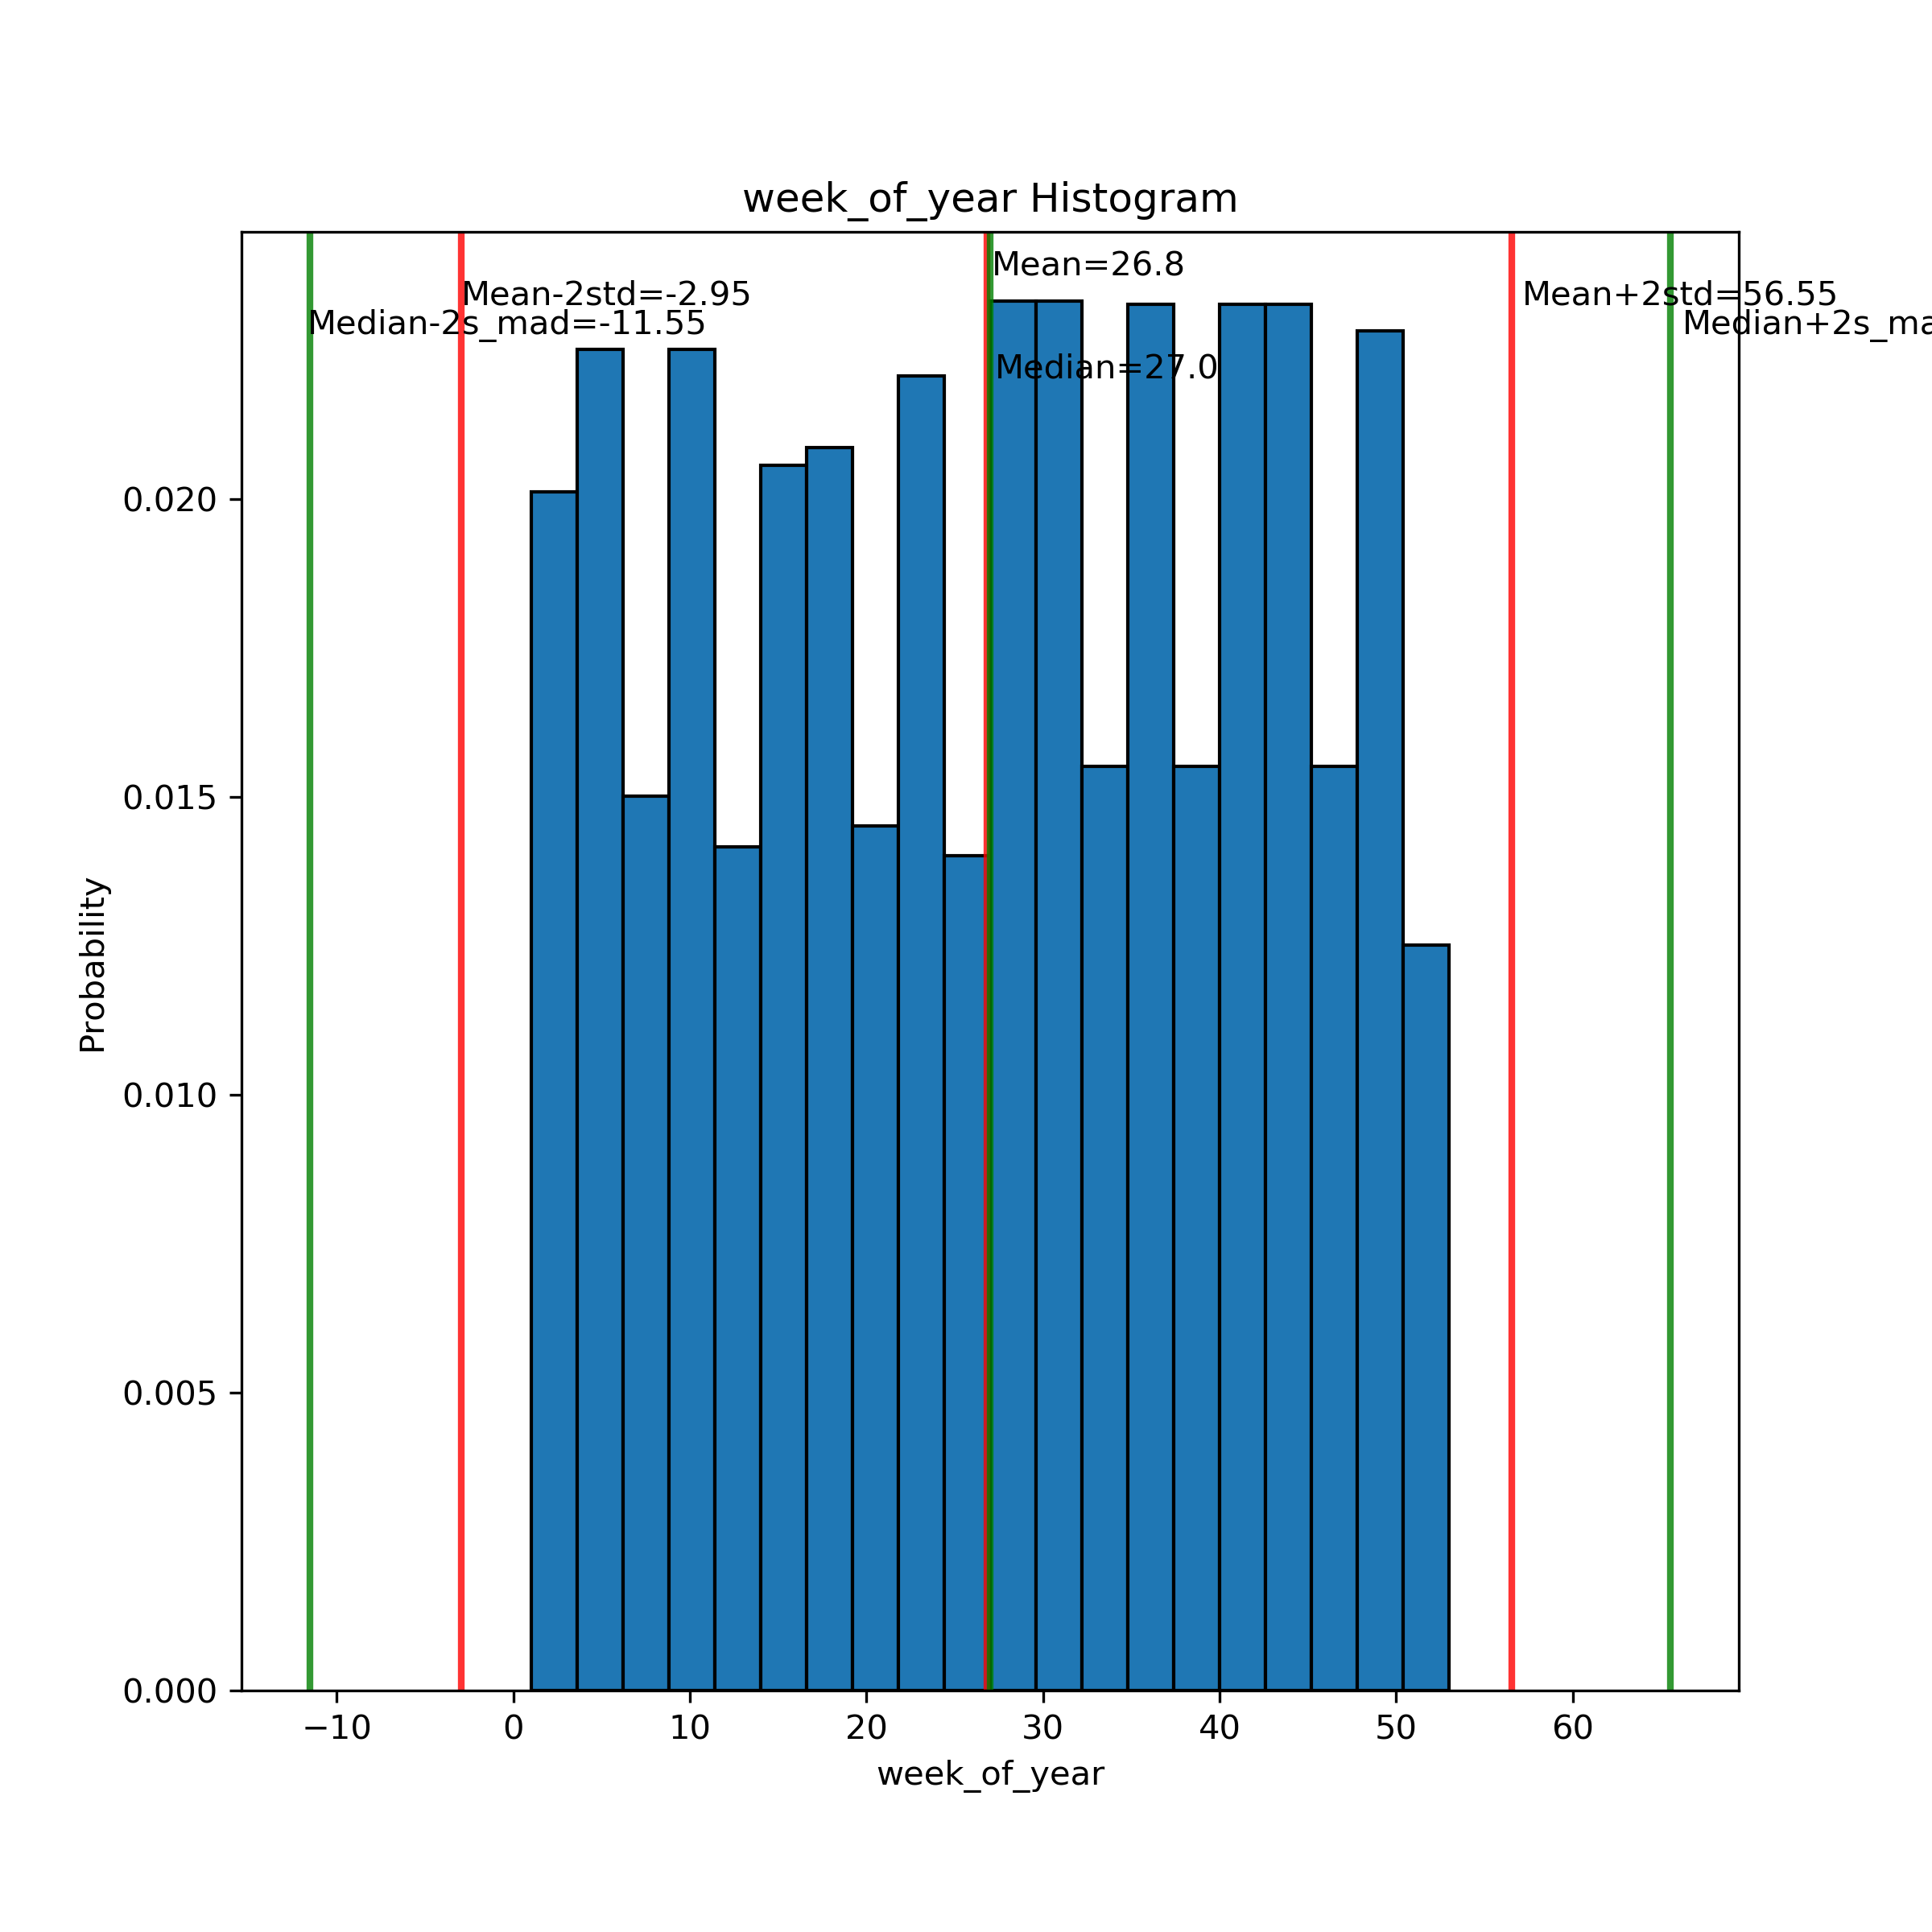 week_of_year Histogram
Mean=26.8
Mean-2std=-2.95
Mean+2std=56.55
Median-2s_mad=-11.55
Median+2s_ma
Median=27.0
0.020
0.015
0.010
0.005
0.000
Probability
−10 0 10 20 30 40 50 60
week_of_year